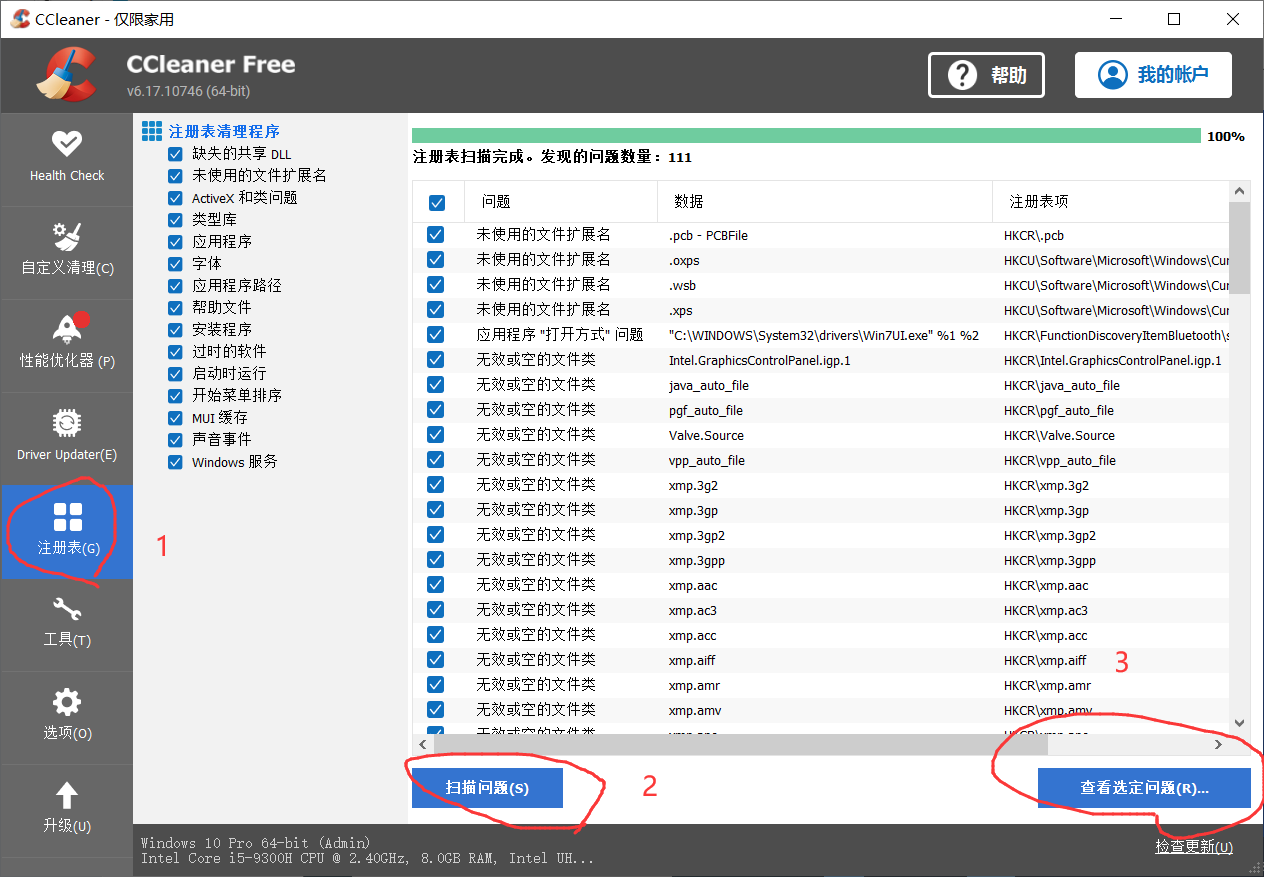 CCleaner - 仅限家用
CCleaner Free
v6.17.10746 (64-bit)
帮助
我的帐户
Health Check
自定义清理(C)
性能优化器 (P)
Driver Updater(E)
注册表(G)
1
工具(T)
选项(O)
升级(U)
注册表清理程序
缺失的共享 DLL
未使用的文件扩展名
ActiveX 和类问题
类型库
应用程序
字体
应用程序路径
帮助文件
安装程序
过时的软件
启动时运行
开始菜单排序
MUI 缓存
声音事件
Windows 服务
100%
注册表扫描完成。发现的问题数量：111
问题 数据 注册表项
未使用的文件扩展名 .pcb - PCBFile HKCR\.pcb
未使用的文件扩展名 .oxps HKCU\Software\Microsoft\Windows\Cur
未使用的文件扩展名 .wsb HKCU\Software\Microsoft\Windows\Cur
未使用的文件扩展名 .xps HKCU\Software\Microsoft\Windows\Cur
应用程序 "打开方式" 问题 "C:\WINDOWS\System32\drivers\Win7UI.exe" %1 %2 HKCR\FunctionDiscoveryItemBluetooth\s
无效或空的文件类 Intel.GraphicsControlPanel.igp.1 HKCR\Intel.GraphicsControlPanel.igp.1
无效或空的文件类 java_auto_file HKCR\java_auto_file
无效或空的文件类 pgf_auto_file HKCR\pgf_auto_file
无效或空的文件类 Valve.Source HKCR\Valve.Source
无效或空的文件类 vpp_auto_file HKCR\vpp_auto_file
无效或空的文件类 xmp.3g2 HKCR\xmp.3g2
无效或空的文件类 xmp.3gp HKCR\xmp.3gp
无效或空的文件类 xmp.3gp2 HKCR\xmp.3gp2
无效或空的文件类 xmp.3gpp HKCR\xmp.3gpp
无效或空的文件类 xmp.aac HKCR\xmp.aac
无效或空的文件类 xmp.ac3 HKCR\xmp.ac3
无效或空的文件类 xmp.acc HKCR\xmp.acc
无效或空的文件类 xmp.aiff HKCR\xmp.aiff
3
无效或空的文件类 xmp.amr HKCR\xmp.amr
无效或空的文件类 xmp.amv HKCR\xmp.amv
扫描问题(S)
2
查看选定问题(R)...
Windows 10 Pro 64-bit (Admin)
Intel Core i5-9300H CPU @ 2.40GHz, 8.0GB RAM, Intel UH...
检查更新(U)